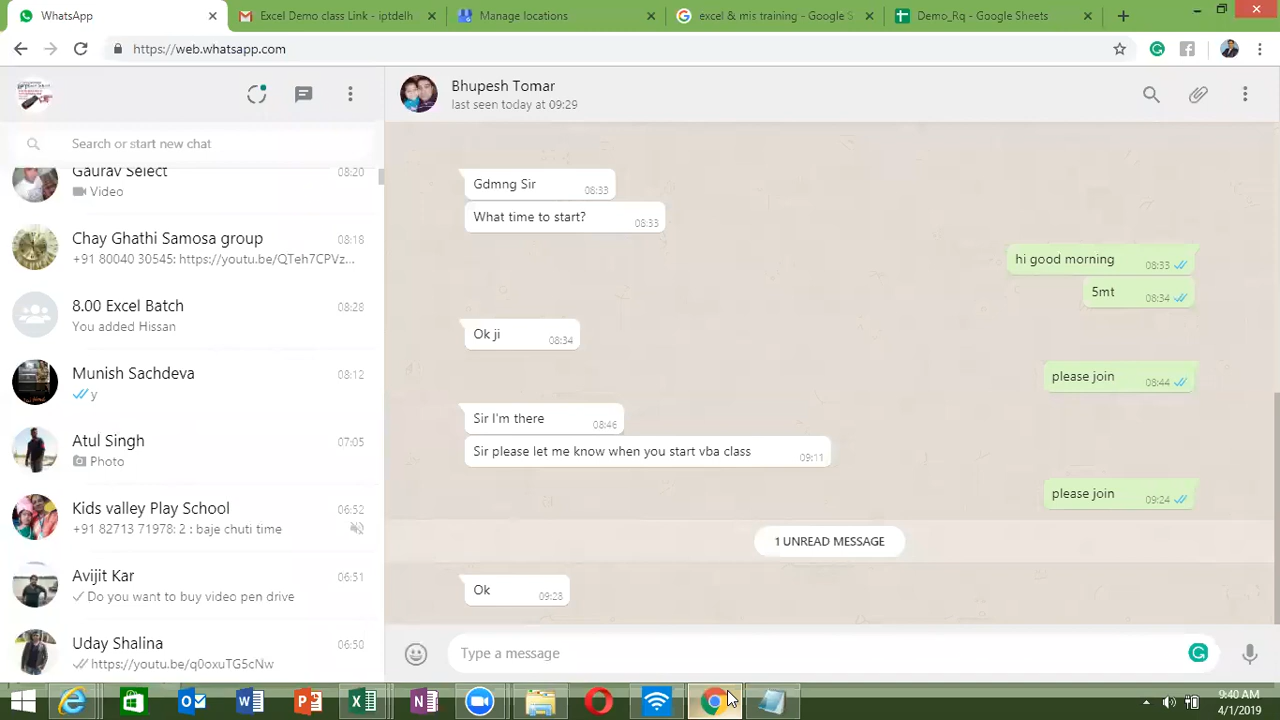 WhatsApp
Excel Demo class Link - iptdelh
Manage locations
excel & mis training - Google S
Demo_Rq - Google Sheets
https://web.whatsapp.com
Bhupesh Tomar
last seen today at 09:29
Search or start new chat
Gaurav Select 08:20
Video
Chay Ghathi Samosa group 08:18
+91 80040 30545: https://youtu.be/QTeh7CPVz...
8.00 Excel Batch 08:28
You added Hissan
Munish Sachdeva 08:12
y
Atul Singh 07:05
Photo
Kids valley Play School 06:52
+91 82713 71978: 2 : baje chuti time
Avijit Kar 06:51
Do you want to buy video pen drive
Uday Shalina 06:50
https://youtu.be/q0oxuTG5cNw
Gdmng Sir 08:33
What time to start? 08:33
hi good morning 08:33
5mt 08:34
Ok ji 08:34
please join 08:44
Sir I'm there 08:46
Sir please let me know when you start vba class 09:11
please join 09:24
1 UNREAD MESSAGE
Ok 09:28
Type a message
9:40 AM
4/1/2019